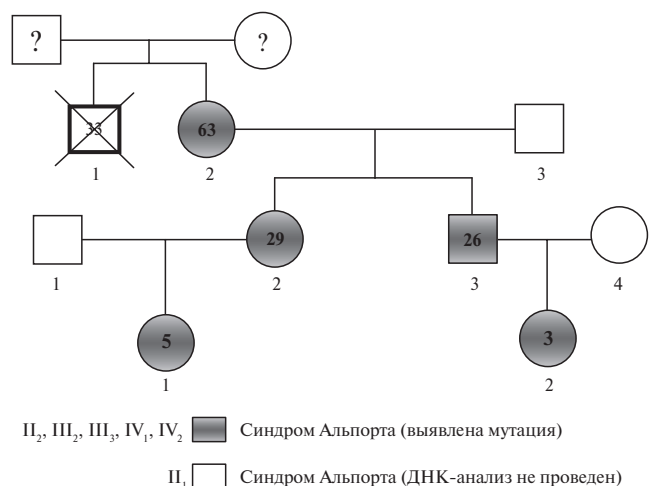 ? ?
33 63
1 2 3
29 26
1 2 3 4
5 3
1 2
II2, III2, III3, IV1, IV2 Синдром Альпорта (выявлена мутация)
II1 Синдром Альпорта (ДНК-анализ не проведен)